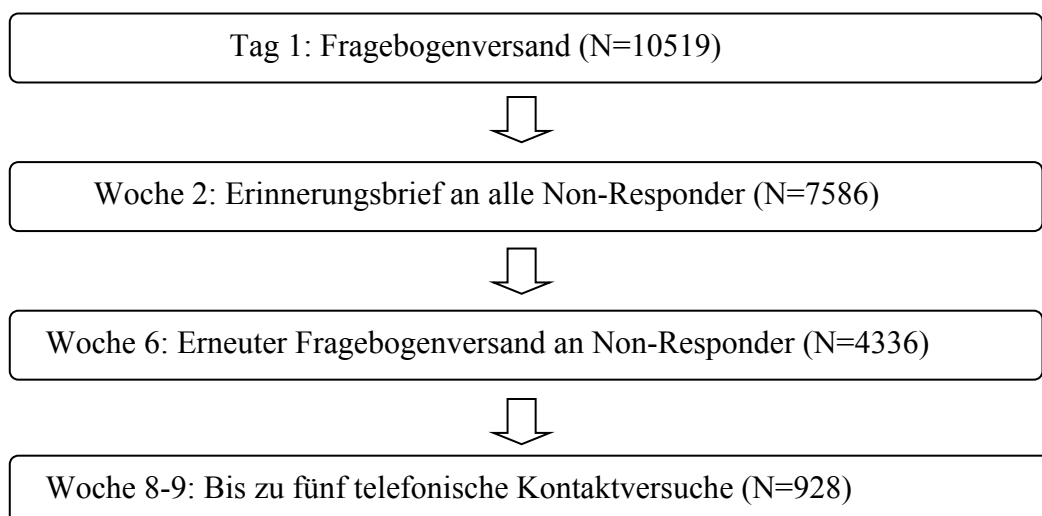 Tag 1: Fragebogenversand (N=10519)
Woche 2: Erinnerungsbrief an alle Non-Responder (N=7586)
Woche 6: Erneuter Fragebogenversand an Non-Responder (N=4336)
Woche 8-9: Bis zu fünf telefonische Kontaktversuche (N=928)